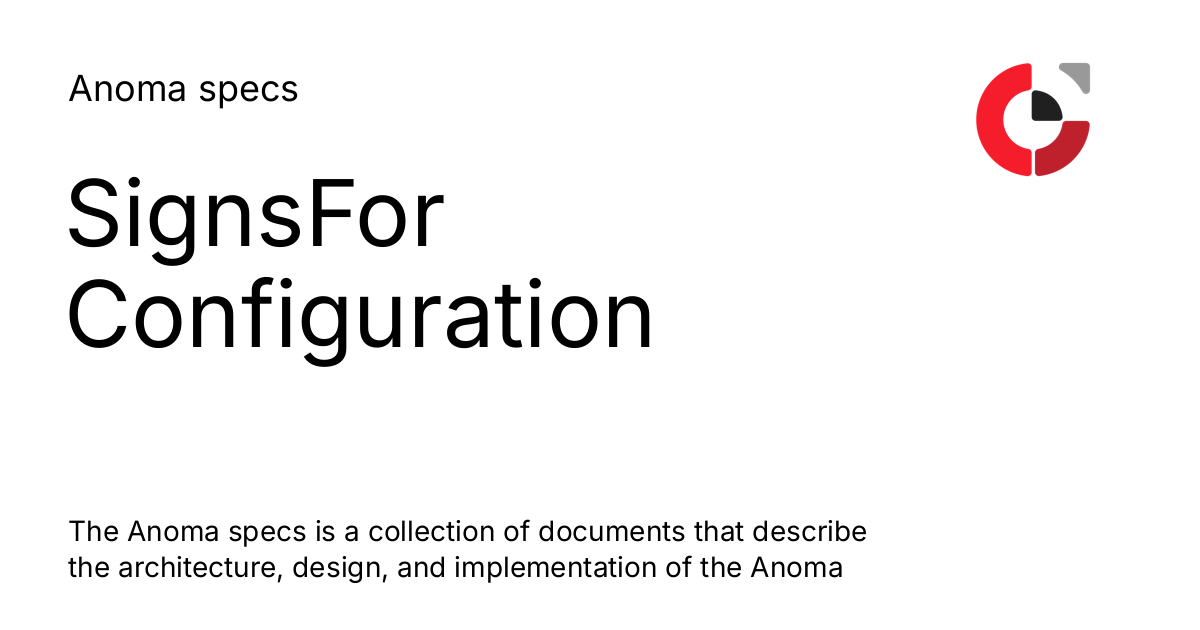 Anoma specs
SignsFor
Configuration
The Anoma specs is a collection of documents that describe
the architecture, design, and implementation of the Anoma